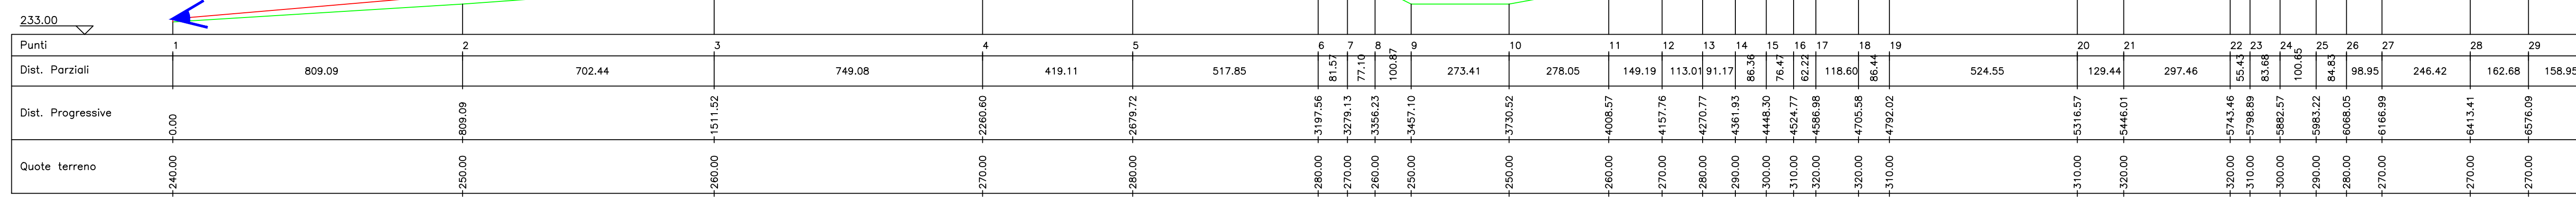 233.00
Punti 1 2 3 4 5 6 7 8 9 10 11 12 13 14 15 16 17 18 19 20 21 22 23 24 25 26 27 28 29
Dist. Parziali 809.09 702.44 749.08 419.11 517.85 81.57 77.10 100.87 273.41 278.05 149.19 113.01 91.17 86.36 76.47 62.22 118.60 86.44 524.55 129.44 297.46 55.43 83.68 100.65 84.83 98.95 246.42 162.68 158.95
Dist. Progressive 0.00 809.09 1511.52 2260.60 2679.72 3197.56 3279.13 3356.23 3457.10 3730.52 4008.57 4157.76 4270.77 4361.93 4448.30 4524.77 4586.98 4705.58 4792.02 5316.57 5446.01 5743.46 5798.89 5882.57 5983.22 6068.05 6166.99 6413.41 6576.09
Quote terreno 240.00 250.00 260.00 270.00 280.00 280.00 270.00 260.00 250.00 250.00 260.00 270.00 280.00 290.00 300.00 310.00 320.00 320.00 310.00 310.00 320.00 320.00 310.00 300.00 290.00 280.00 270.00 270.00 270.00